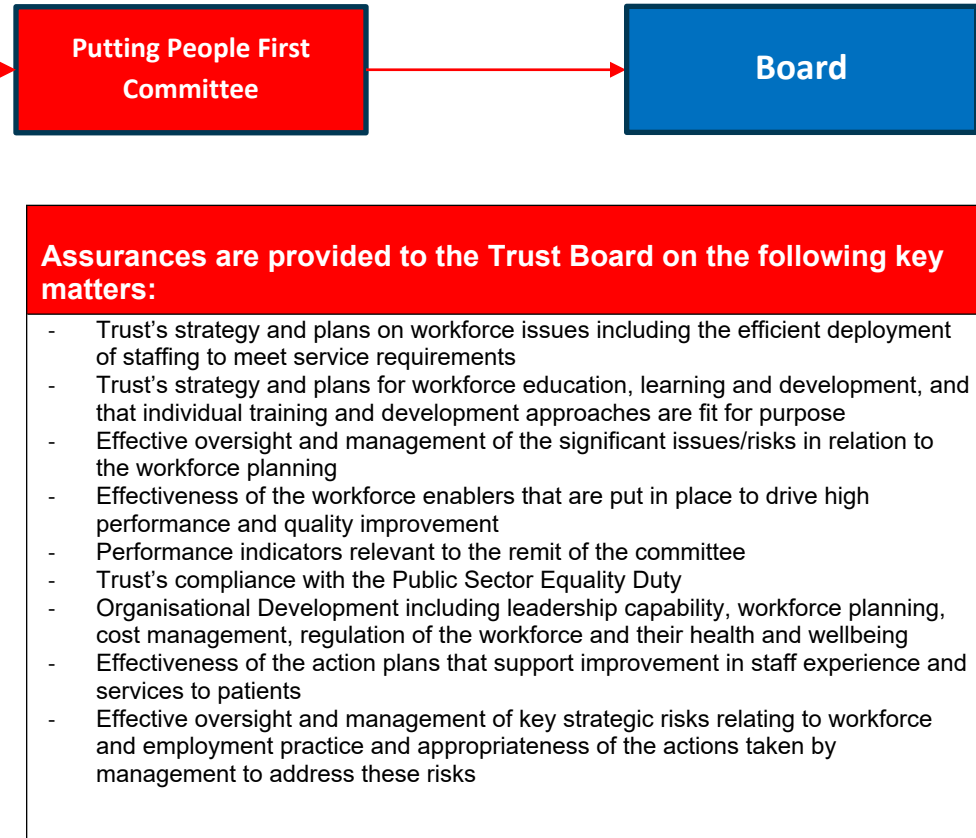 Putting People First
Committee
Board
Assurances are provided to the Trust Board on the following key
matters:
- Trust’s strategy and plans on workforce issues including the efficient deployment
of staffing to meet service requirements
- Trust’s strategy and plans for workforce education, learning and development, and
that individual training and development approaches are fit for purpose
- Effective oversight and management of the significant issues/risks in relation to
the workforce planning
- Effectiveness of the workforce enablers that are put in place to drive high
performance and quality improvement
- Performance indicators relevant to the remit of the committee
- Trust’s compliance with the Public Sector Equality Duty
- Organisational Development including leadership capability, workforce planning,
cost management, regulation of the workforce and their health and wellbeing
- Effectiveness of the action plans that support improvement in staff experience and
services to patients
- Effective oversight and management of key strategic risks relating to workforce
and employment practice and appropriateness of the actions taken by
management to address these risks